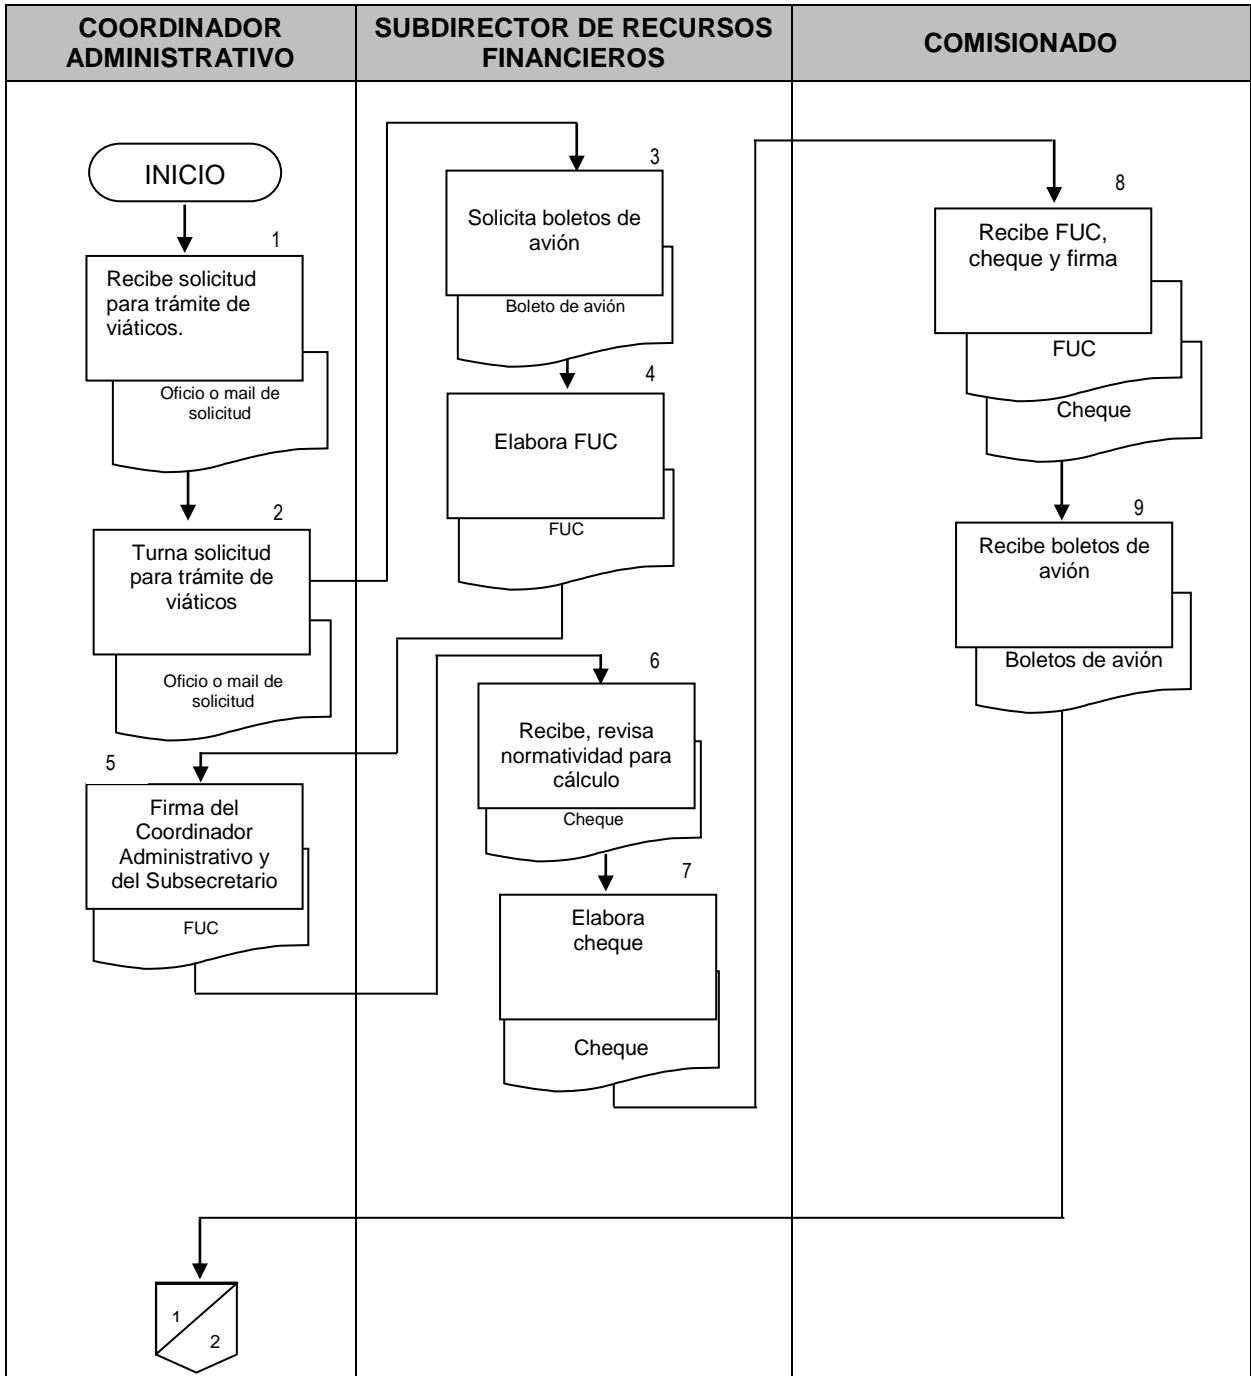 COORDINADOR
ADMINISTRATIVO
SUBDIRECTOR DE RECURSOS
FINANCIEROS
COMISIONADO
INICIO
1
Recibe solicitud
para trámite de
viáticos.
Oficio o mail de
solicitud
2
Turna solicitud
para trámite de
viáticos
Oficio o mail de
solicitud
3
Solicita boletos de
avión
Boleto de avión
4
Elabora FUC
FUC
5
Firma del
Coordinador
Administrativo y
del Subsecretario
FUC
6
Recibe, revisa
normatividad para
cálculo
Cheque
7
Elabora
cheque
Cheque
8
Recibe FUC,
cheque y firma
FUC
Cheque
9
Recibe boletos de
avión
Boletos de avión
1
2